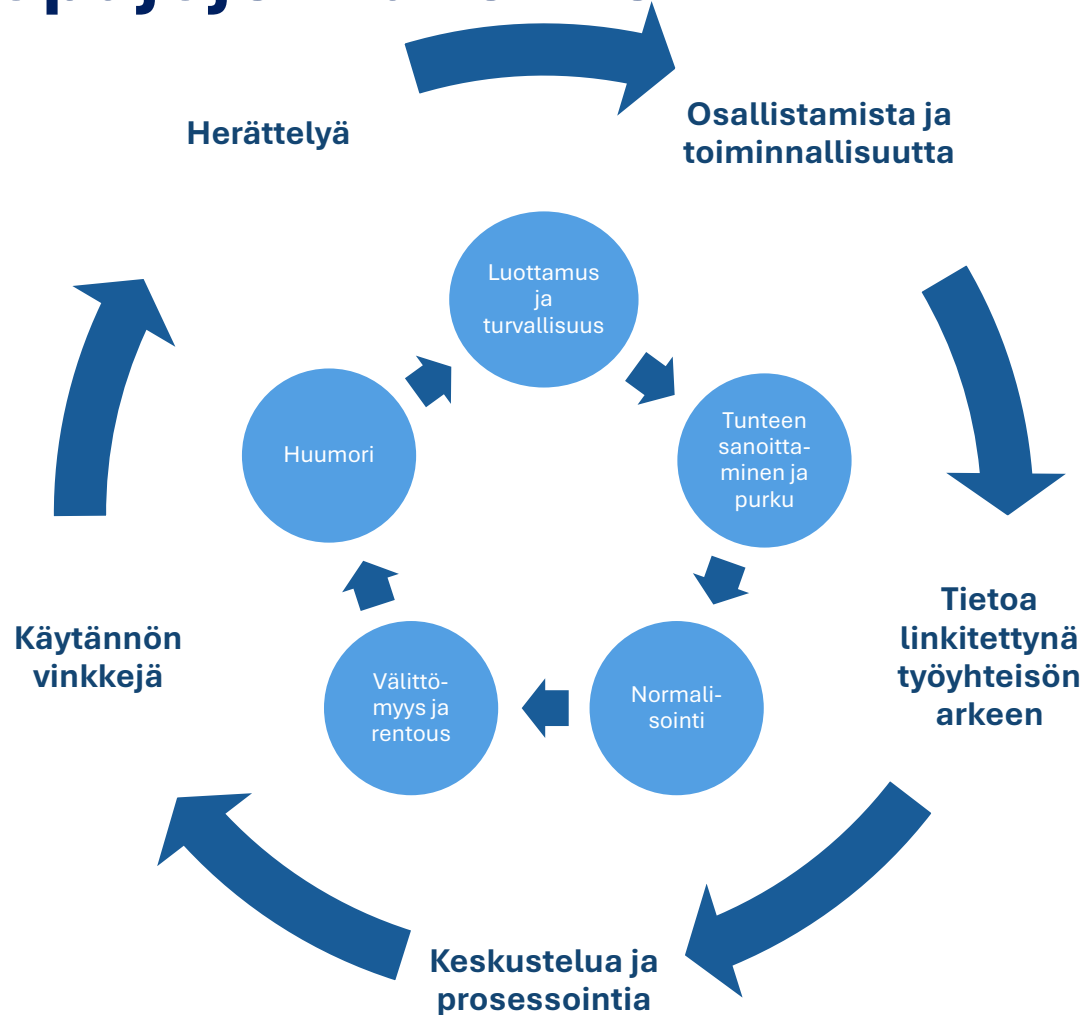 Herättelyä
Osallistamista ja
toiminnallisuutta
Luottamus
ja
turvallisuus
Tunteen
sanoitta-
minen ja
purku
Huumori
Tietoa
linkitettynä
työyhteisön
arkeen
Käytännön
vinkkejä
Välittö-
myys ja
rentous
Normali-
sointi
Keskustelua ja
prosessointia